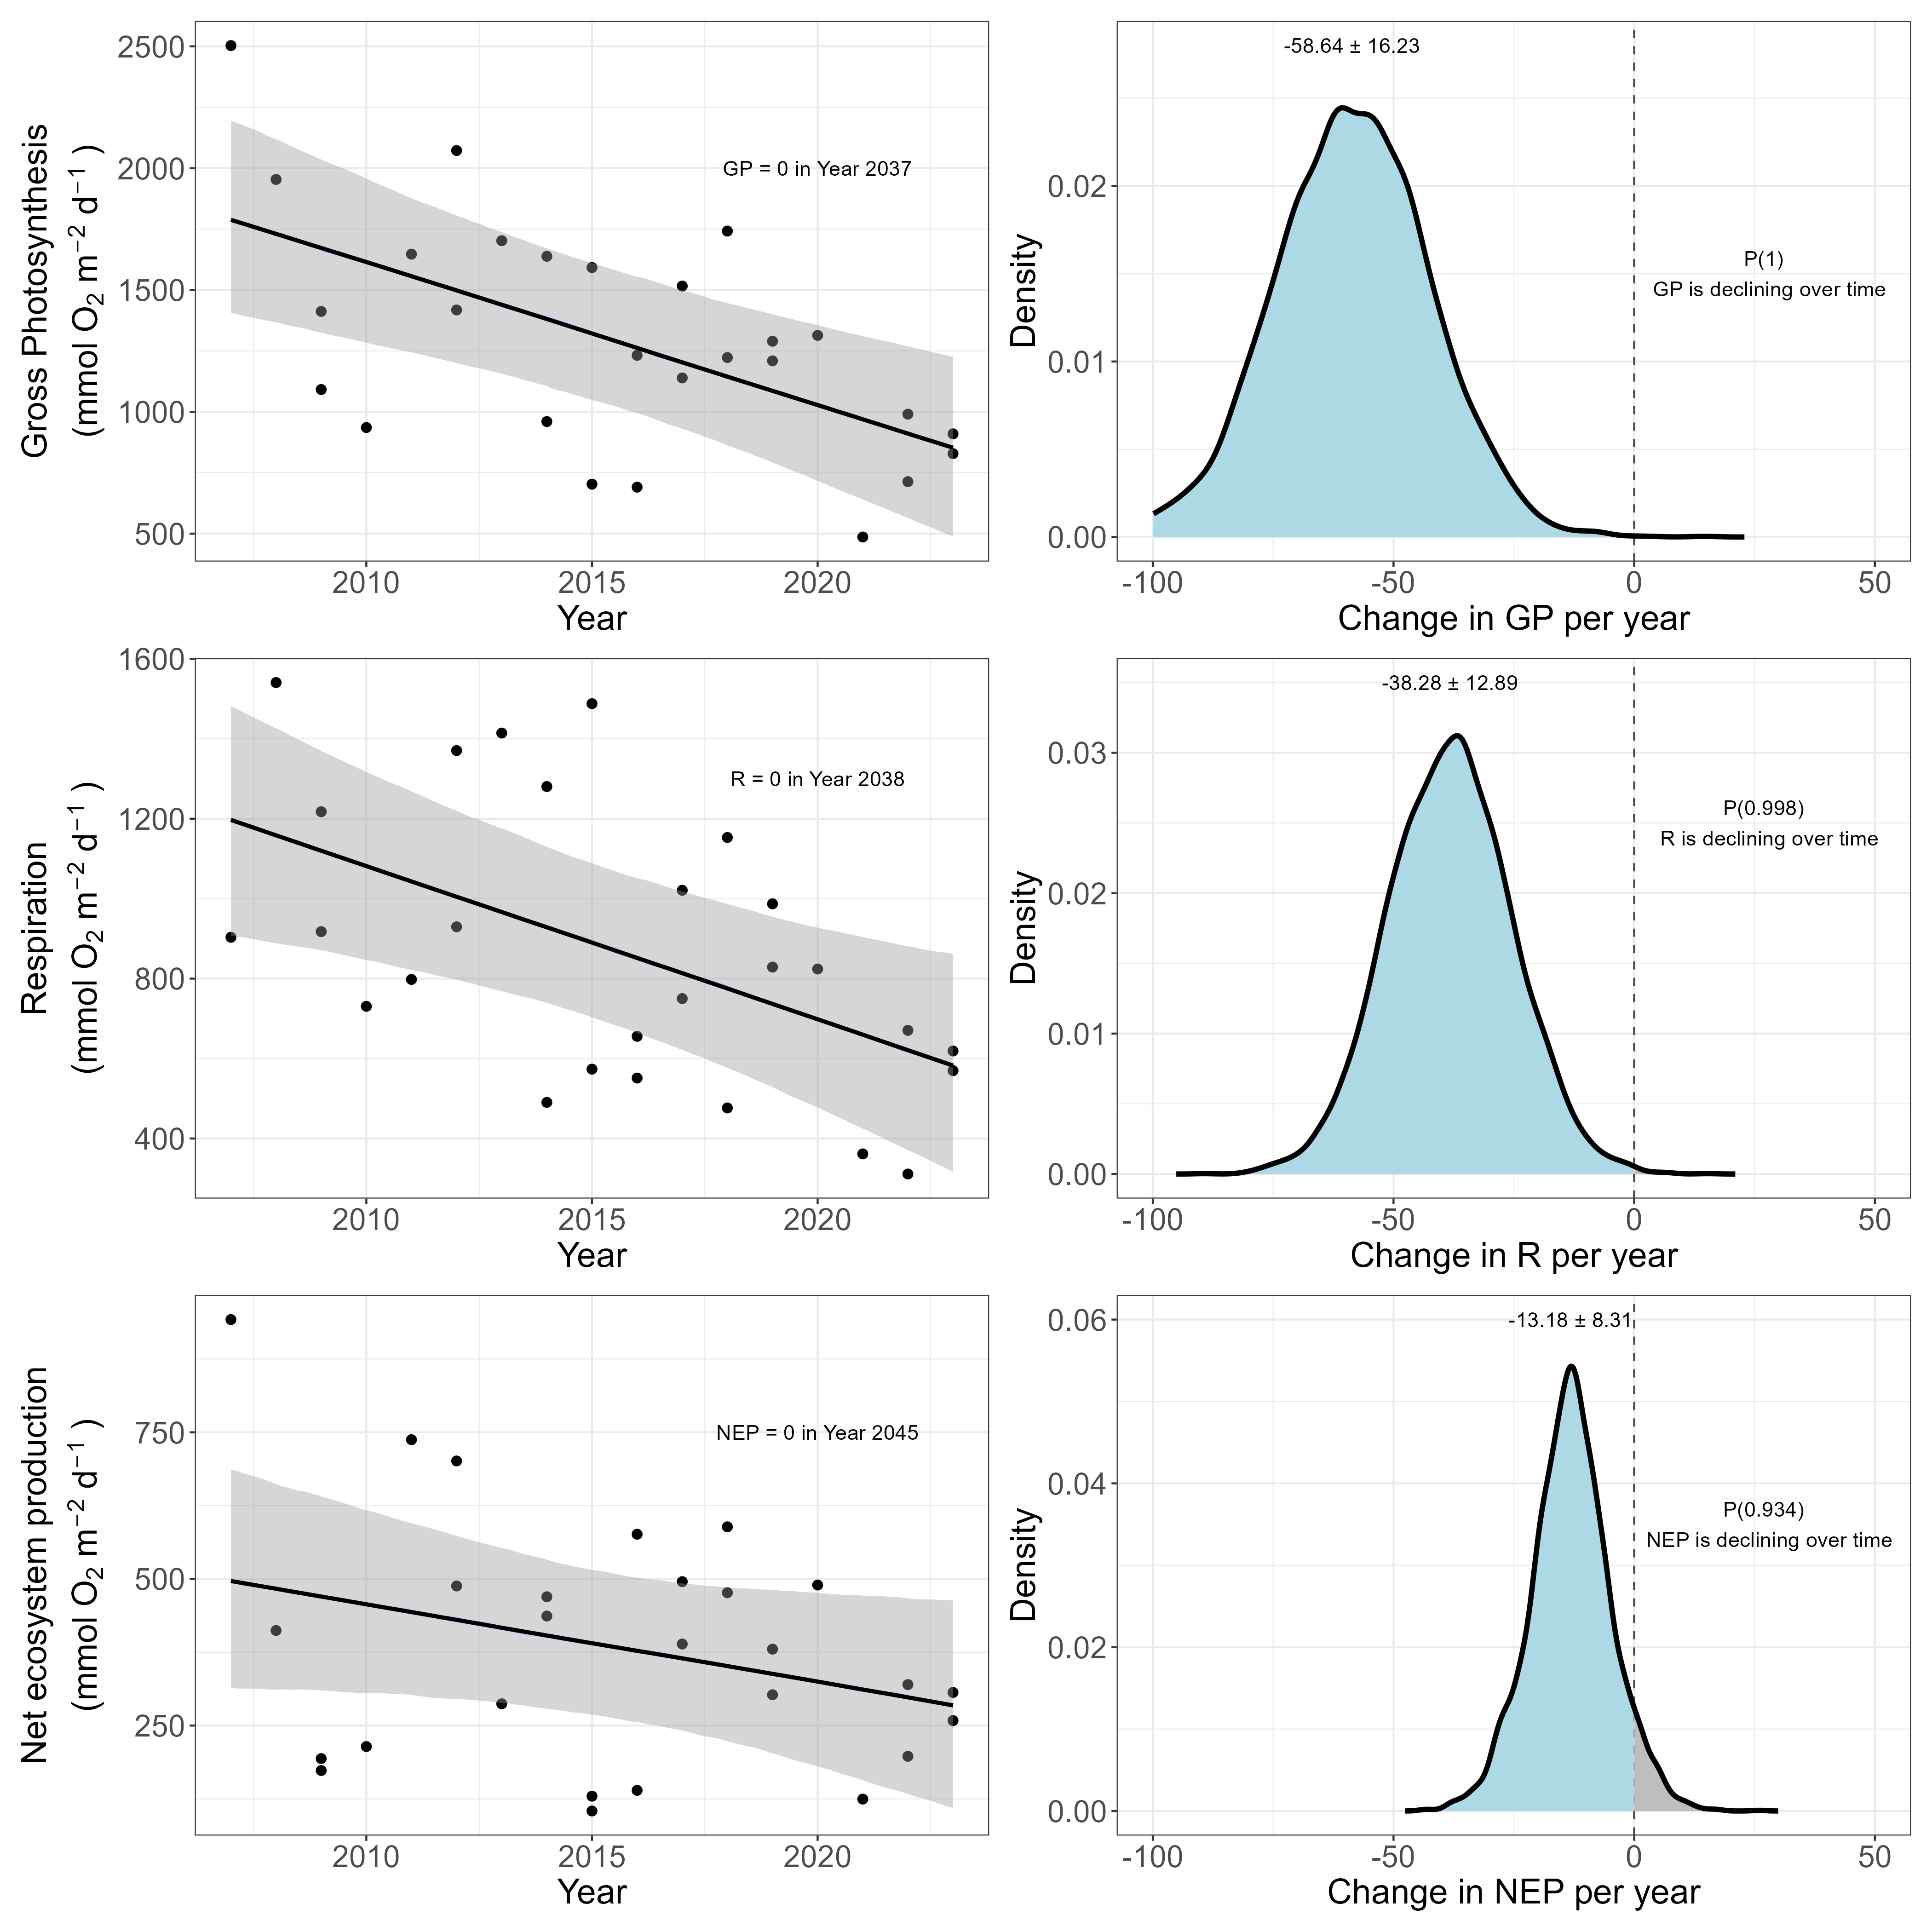 Gross Photosynthesis
(mmol O₂ m⁻² d⁻¹ )
2500
2000
1500
1000
500
GP = 0 in Year 2037
2010 2015 2020
Year
Density
0.02
0.01
0.00
-58.64 ± 16.23
P(1)
GP is declining over time
-100 -50 0 50
Change in GP per year
Respiration
(mmol O₂ m⁻² d⁻¹ )
1600
1200
800
400
R = 0 in Year 2038
2010 2015 2020
Year
Density
0.03
0.02
0.01
0.00
-38.28 ± 12.89
P(0.998)
R is declining over time
-100 -50 0 50
Change in R per year
Net ecosystem production
(mmol O₂ m⁻² d⁻¹ )
750
500
250
NEP = 0 in Year 2045
2010 2015 2020
Year
Density
0.06
0.04
0.02
0.00
-13.18 ± 8.31
P(0.934)
NEP is declining over time
-100 -50 0 50
Change in NEP per year